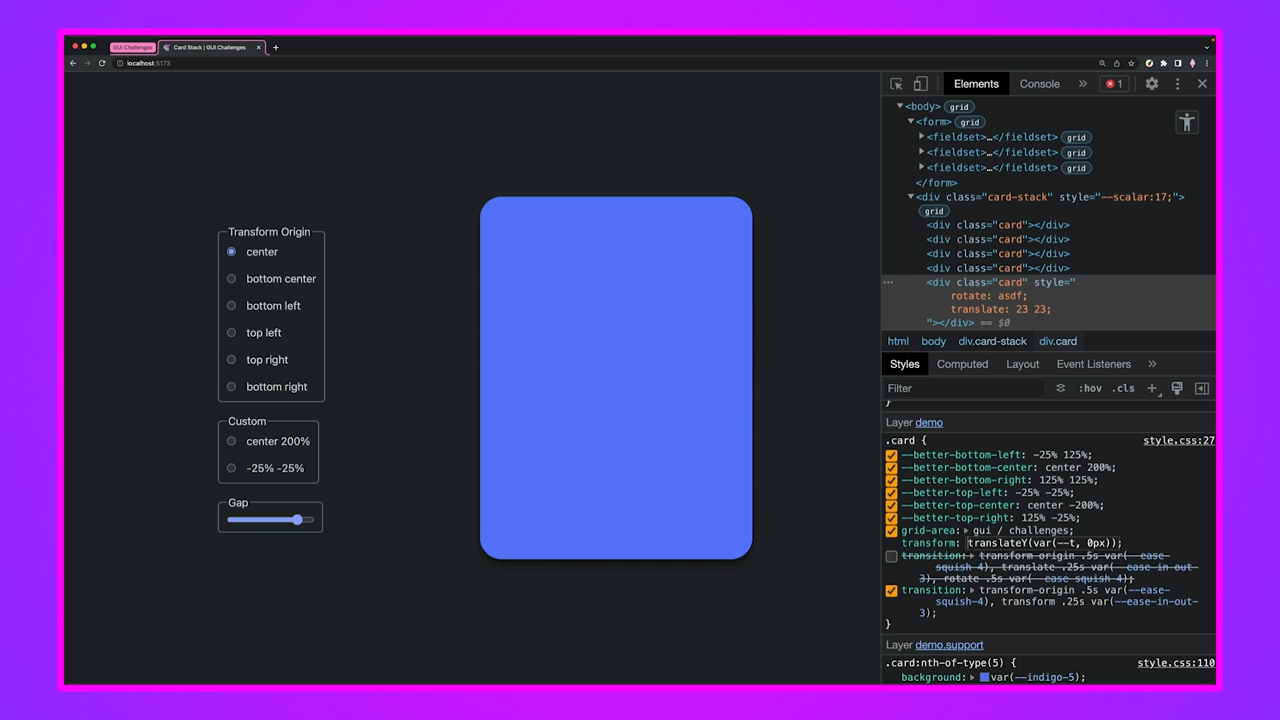 GUI Challenges
Card Stack | GUI Challenges
localhost:5173
Transform Origin
center
bottom center
bottom left
top left
top right
bottom right
Custom
center 200%
-25% -25%
Gap
Elements
Console
1
<body> grid
<form> grid
<fieldset>…</fieldset> grid
<fieldset>…</fieldset> grid
<fieldset>…</fieldset> grid
</form>
<div class="card-stack" style="--scalar:17;">
grid
<div class="card"></div>
<div class="card"></div>
<div class="card"></div>
<div class="card"></div>
<div class="card" style="
rotate: asdf;
translate: 23 23;
"></div> == $0
html body div.card-stack div.card
Styles Computed Layout Event Listeners
Filter
:hov .cls
}
Layer demo
.card { style.css:27
--better-bottom-left: -25% 125%;
--better-bottom-center: center 200%;
--better-bottom-right: 125% 125%;
--better-top-left: -25% -25%;
--better-top-center: center -200%;
--better-top-right: 125% -25%;
grid-area: gui / challenges;
transform: translateY(var(--t, 0px));
transition: transform-origin .5s var(--ease-
squish-4), translate .25s var(--ease-in-out-
3), rotate .5s var(--ease-squish-4);
transition: transform-origin .5s var(--ease-
squish-4), transform .25s var(--ease-in-out-
3);
}
Layer demo.support
.card:nth-of-type(5) { style.css:110
background: var(--indigo-5);